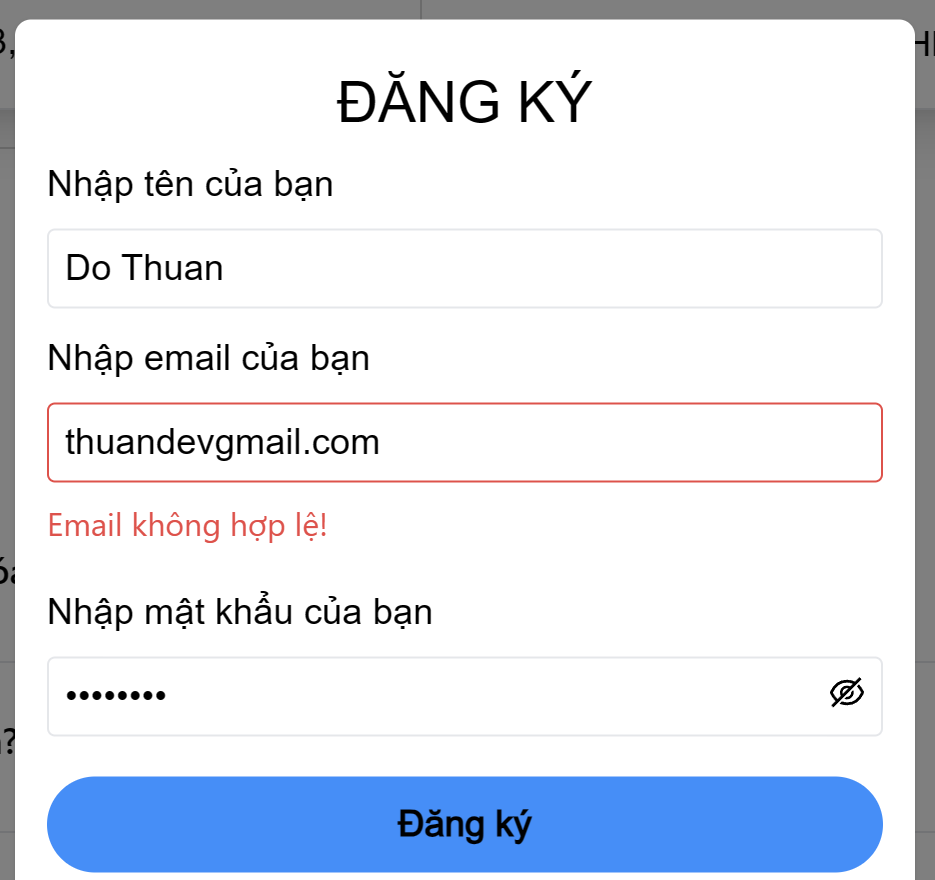 ĐĂNG KÝ
Nhập tên của bạn
Do Thuan
Nhập email của bạn
thuandevgmail.com
Email không hợp lệ!
Nhập mật khẩu của bạn
••••••••
Đăng ký